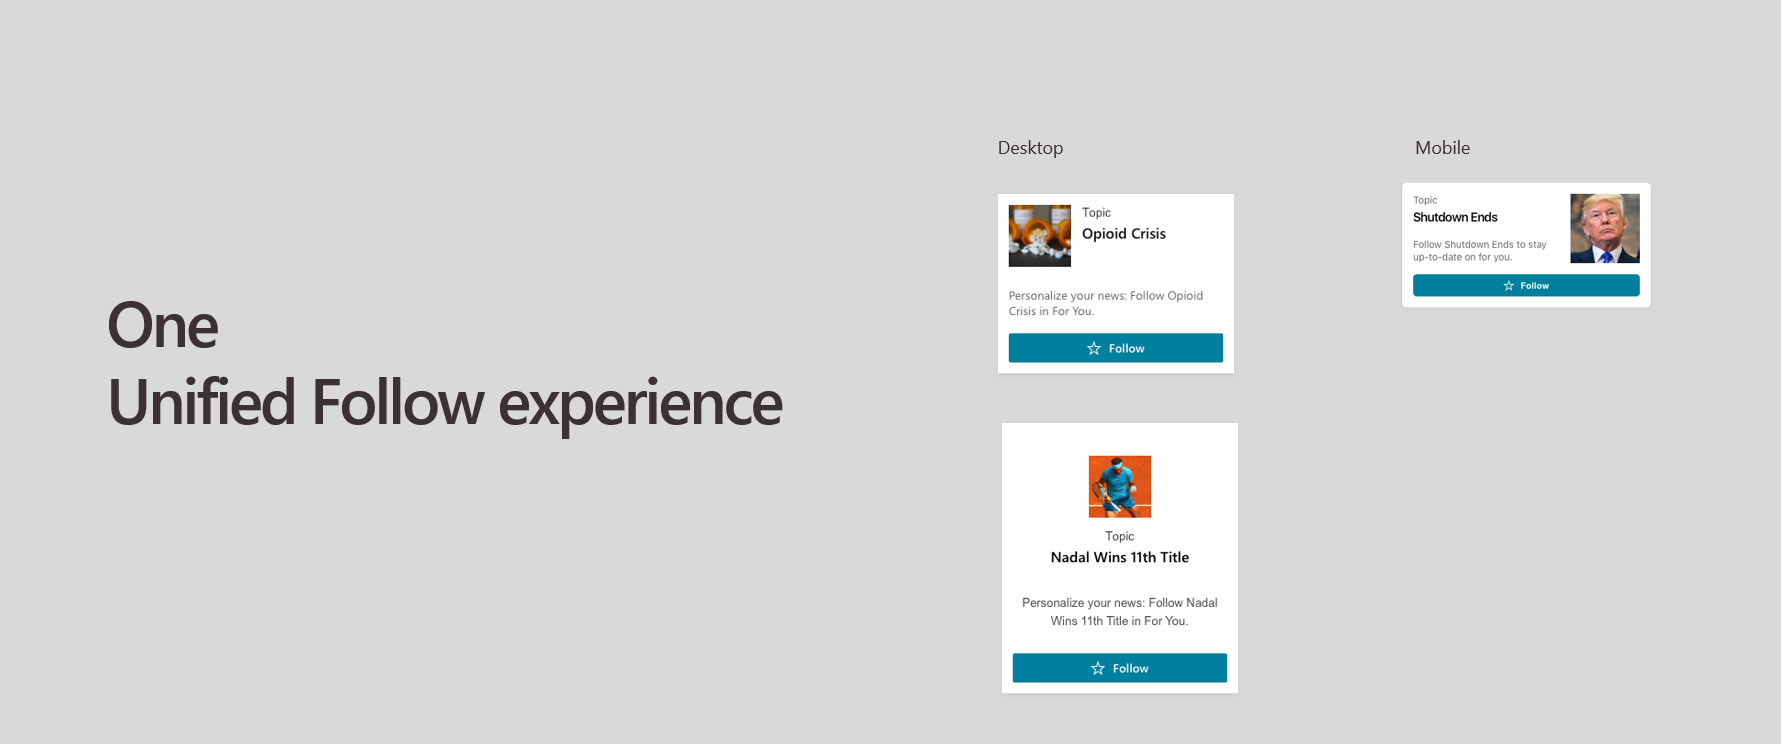 One
Unified Follow experience
Desktop
Topic
Opioid Crisis
Personalize your news: Follow Opioid
Crisis in For You.
Follow
Topic
Nadal Wins 11th Title
Personalize your news: Follow Nadal
Wins 11th Title in For You.
Follow
Mobile
Topic
Shutdown Ends
Follow Shutdown Ends to stay
up-to-date on for you.
Follow